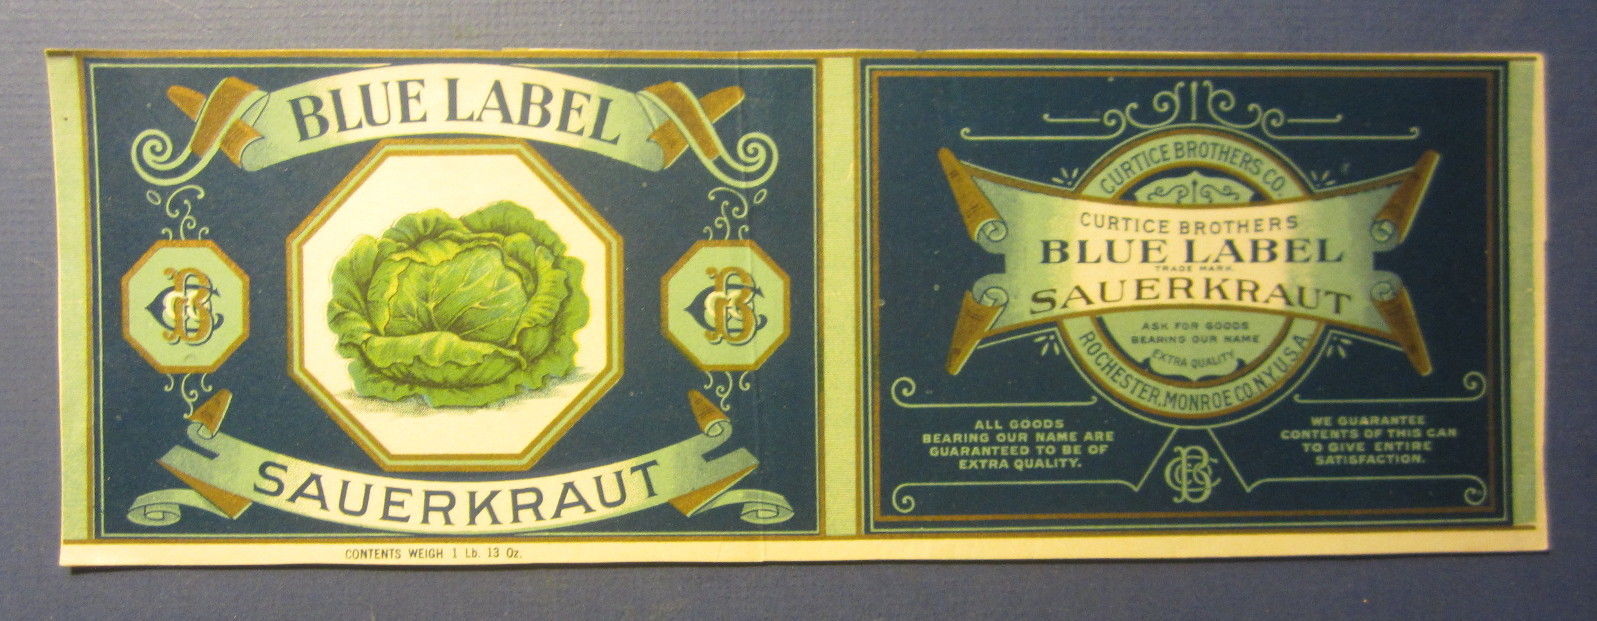 BLUE LABEL
SAUERKRAUT
CONTENTS WEIGH 1 Lb. 13 Oz.
CURTICE BROTHERS CO.
CURTICE BROTHERS
BLUE LABEL
TRADE MARK.
SAUERKRAUT
ASK FOR GOODS
BEARING OUR NAME
EXTRA QUALITY
ROCHESTER, MONROE CO. N.Y. U.S.A.
ALL GOODS
BEARING OUR NAME ARE
GUARANTEED TO BE OF
EXTRA QUALITY.
WE GUARANTEE
CONTENTS OF THIS CAN
TO GIVE ENTIRE
SATISFACTION.